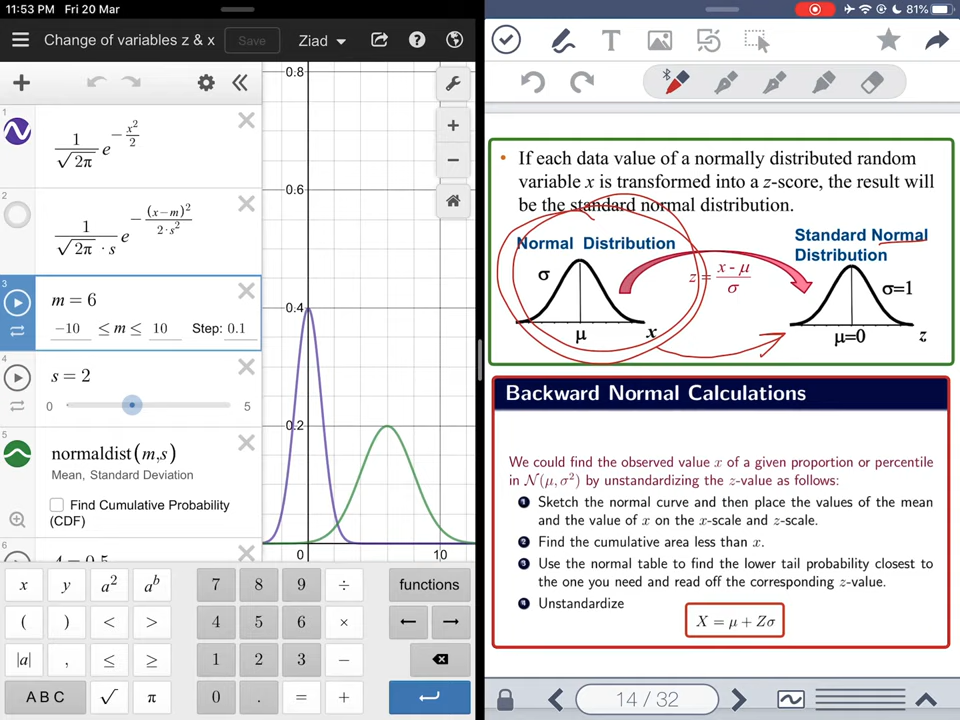 11:53 PM Fri 20 Mar
81%
Change of variables z & x
Save
Ziad
1
1/√2π e^−x²/2
2
1/√2π · s e^−(x−m)²/2·s²
3
m = 6
−10 ≤ m ≤ 10 Step: 0.1
4
s = 2
0 5
5
normaldist(m,s)
Mean, Standard Deviation
Find Cumulative Probability
(CDF)
6
0.8
0.6
0.4
0.2
0 10
x y a² aᵇ 7 8 9 ÷ functions
( ) < > 4 5 6 × ← →
|a| , ≤ ≥ 1 2 3 −
A B C √ π 0 . = +
T
• If each data value of a normally distributed random
variable x is transformed into a z-score, the result will
be the standard normal distribution.
Normal Distribution
σ
μ
x
z = x - μ / σ
Standard Normal
Distribution
σ=1
μ=0
z
Backward Normal Calculations
We could find the observed value x of a given proportion or percentile
in N(μ, σ²) by unstandardizing the z-value as follows:
1 Sketch the normal curve and then place the values of the mean
and the value of x on the x-scale and z-scale.
2 Find the cumulative area less than x.
3 Use the normal table to find the lower tail probability closest to
the one you need and read off the corresponding z-value.
4 Unstandardize
X = μ + Zσ
14 / 32